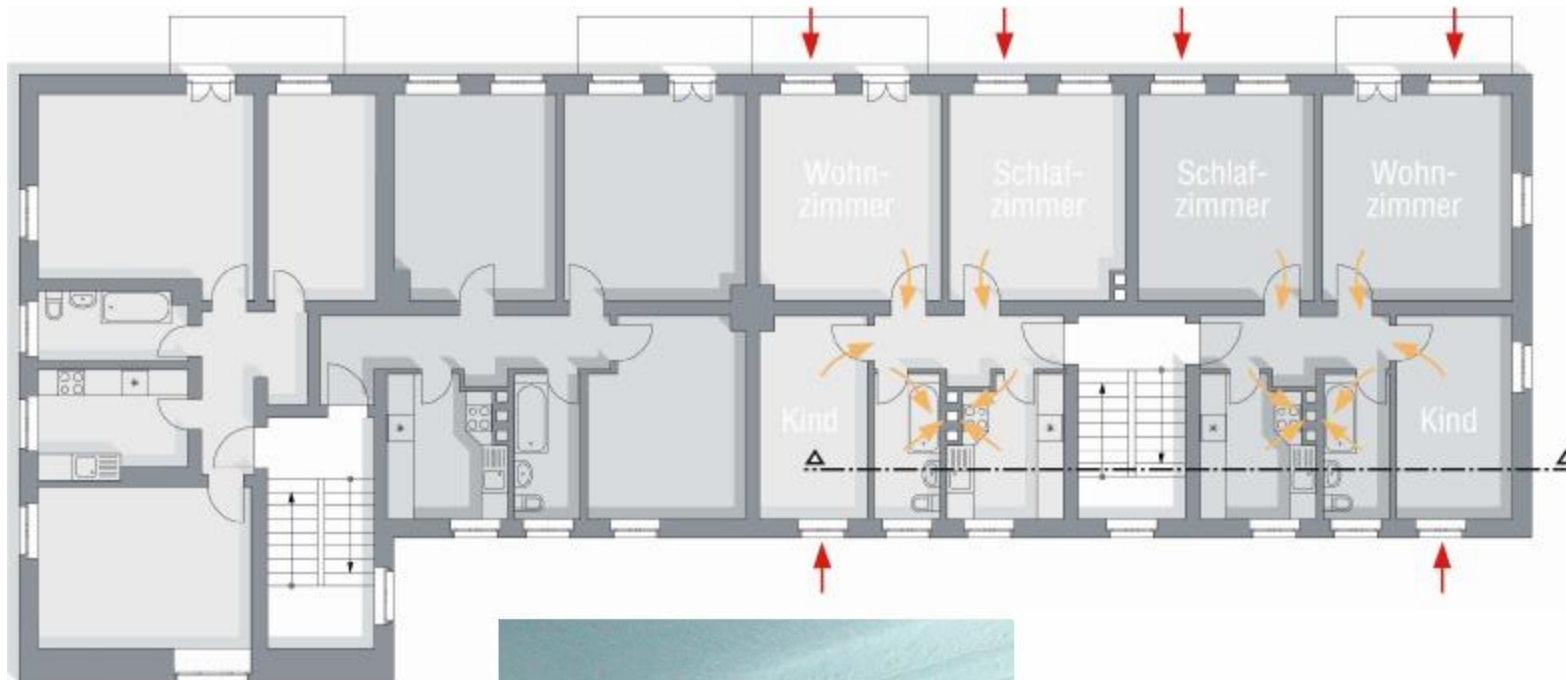 Wohn-
zimmer
Schlaf-
zimmer
Schlaf-
zimmer
Wohn-
zimmer
Kind
Kind